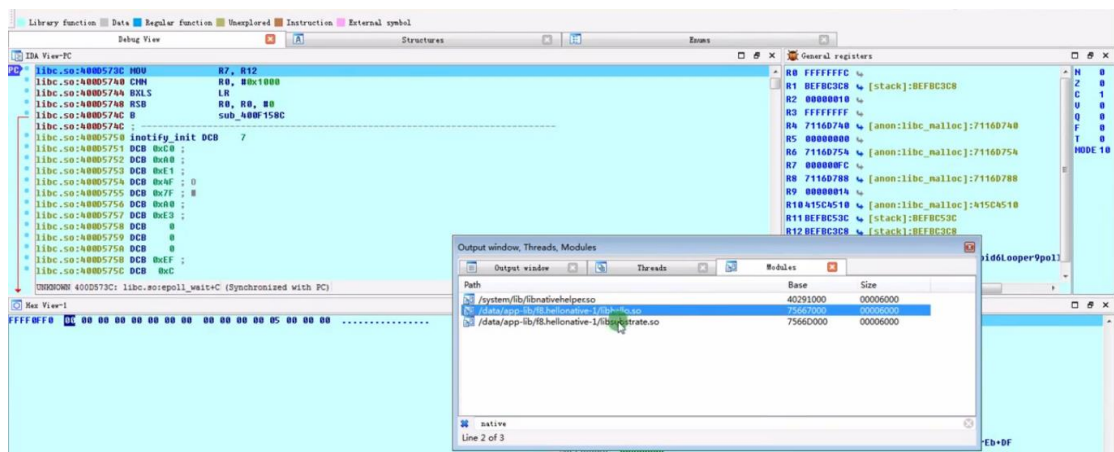 Library function Data Regular function Unexplored Instruction External symbol
Debug View Structures Enums
IDA View-PC
libc.so:400D573C MOV R7, R12
libc.so:400D5740 CMN R0, #0x1000
libc.so:400D5744 BXLS LR
libc.so:400D5748 RSB R0, R0, #0
libc.so:400D574C B sub_400F158C
libc.so:400D574C ; 
libc.so:400D5750 inotify_init DCB 7
libc.so:400D5751 DCB 0xC0 ;
libc.so:400D5752 DCB 0xA0 ;
libc.so:400D5753 DCB 0xE1 ;
libc.so:400D5754 DCB 0x4F ; O
libc.so:400D5755 DCB 0x7F ;
libc.so:400D5756 DCB 0xA0 ;
libc.so:400D5757 DCB 0xE3 ;
libc.so:400D5758 DCB 0
libc.so:400D5759 DCB 0
libc.so:400D575A DCB 0
libc.so:400D575B DCB 0xEF ;
libc.so:400D575C DCB 0xC
UNKNOWN 400D573C: libc.so:epoll_wait+C (Synchronized with PC)
General registers
R0 FFFFFFFC
R1 BEFBC3C8 [stack]:BEFBC3C8
R2 00000010
R3 FFFFFFFF
R4 7116D740 [anon:libc_malloc]:7116D740
R5 00000000
R6 7116D754 [anon:libc_malloc]:7116D754
R7 000000FC
R8 7116D788 [anon:libc_malloc]:7116D788
R9 00000014
R10 415C4510 [anon:libc_malloc]:415C4510
R11 BEFBC53C [stack]:BEFBC53C
R12 BEFBC3C8 [stack]:BEFBC3C8
oid6Looper9poll
N 0
Z 0
C 1
V 0
Q 0
F 0
T 0
MODE 10
Hex View-1
FFFF0FF0 00 00 00 00 00 00 00 00 00 00 00 00 05 00 00 00 ................
Output window, Threads, Modules
Output window Threads Modules
Path Base Size
/system/lib/libnativehelper.so 40291000 00006000
/data/app-lib/f8.hellonative-1/libhello.so 75667000 00006000
/data/app-lib/f8.hellonative-1/libsubstrate.so 7566D000 00006000
native
Line 2 of 3
rEb+DF